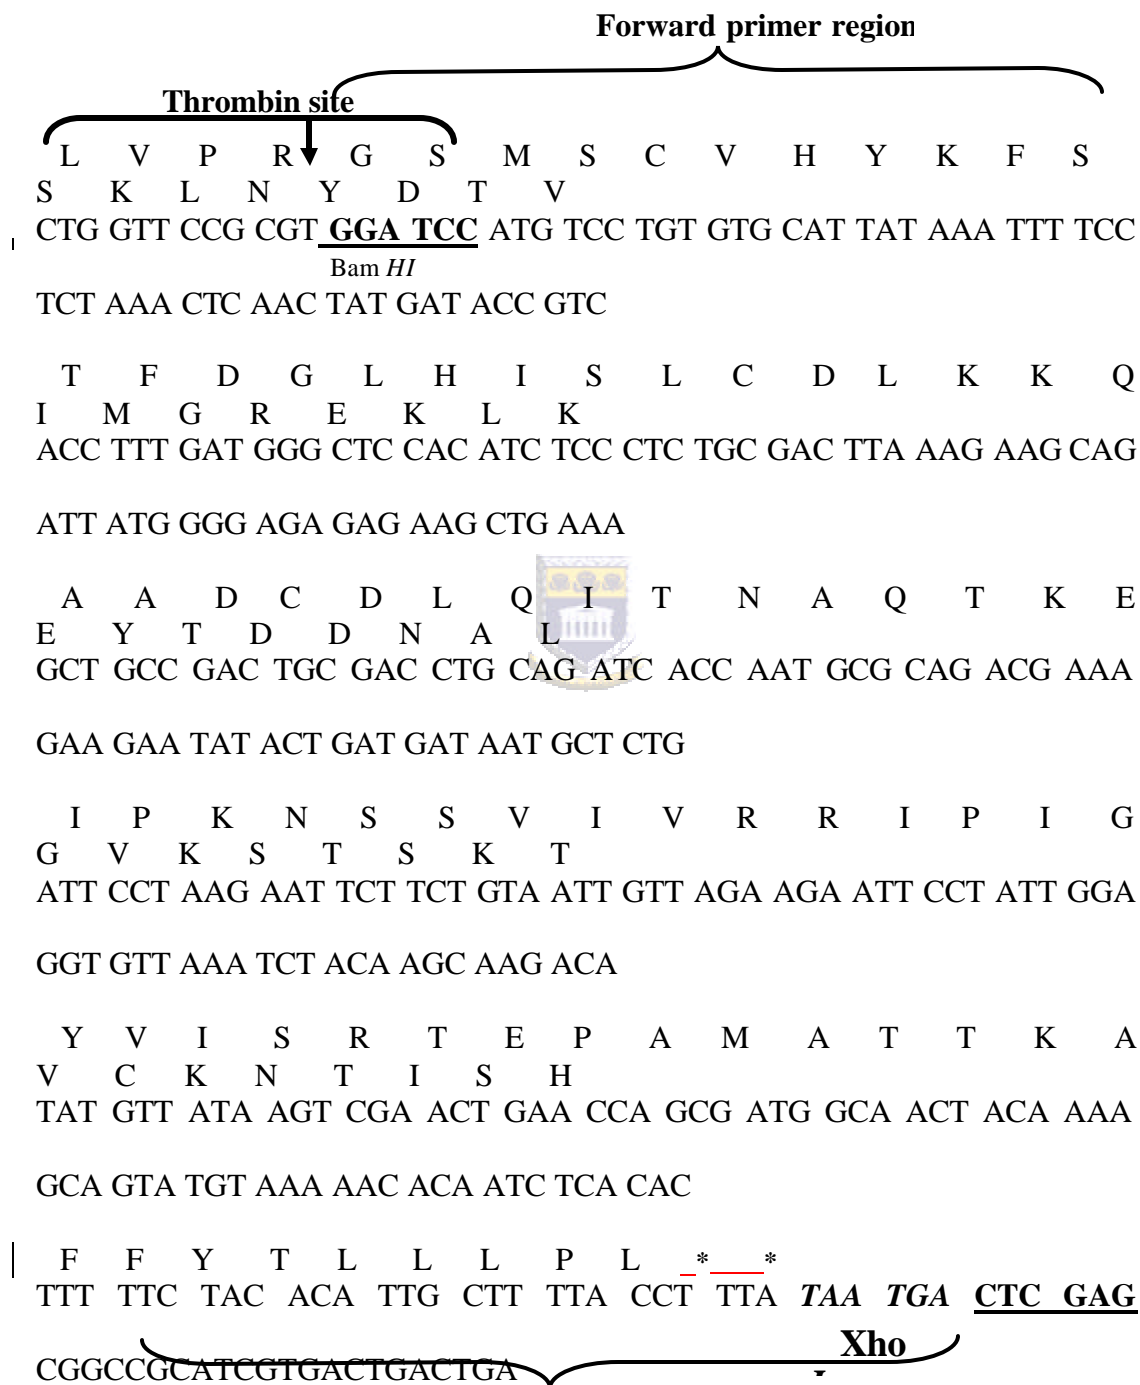 Forward primer region
Thrombin site
L V P R G S M S C V H Y K F S
S K L N Y D T V
CTG GTT CCG CGT GGA TCC ATG TCC TGT GTG CAT TAT AAA TTT TCC
Bam HI
TCT AAA CTC AAC TAT GAT ACC GTC
T F D G L H I S L C D L K K Q
I M G R E K L K
ACC TTT GAT GGG CTC CAC ATC TCC CTC TGC GAC TTA AAG AAG CAG
ATT ATG GGG AGA GAG AAG CTG AAA
A A D C D L Q I T N A Q T K E
E Y T D D N A L
GCT GCC GAC TGC GAC CTG CAG ATC ACC AAT GCG CAG ACG AAA
GAA GAA TAT ACT GAT GAT AAT GCT CTG
I P K N S S V I V R R I P I G
G V K S T S K T
ATT CCT AAG AAT TCT TCT GTA ATT GTT AGA AGA ATT CCT ATT GGA
GGT GTT AAA TCT ACA AGC AAG ACA
Y V I S R T E P A M A T T K A
V C K N T I S H
TAT GTT ATA AGT CGA ACT GAA CCA GCG ATG GCA ACT ACA AAA
GCA GTA TGT AAA AAC ACA ATC TCA CAC
F F Y T L L L P L * *
TTT TTC TAC ACA TTG CTT TTA CCT TTA TAA TGA CTC GAG
Xho
CGGCCGCATCGTGACTGACTGA